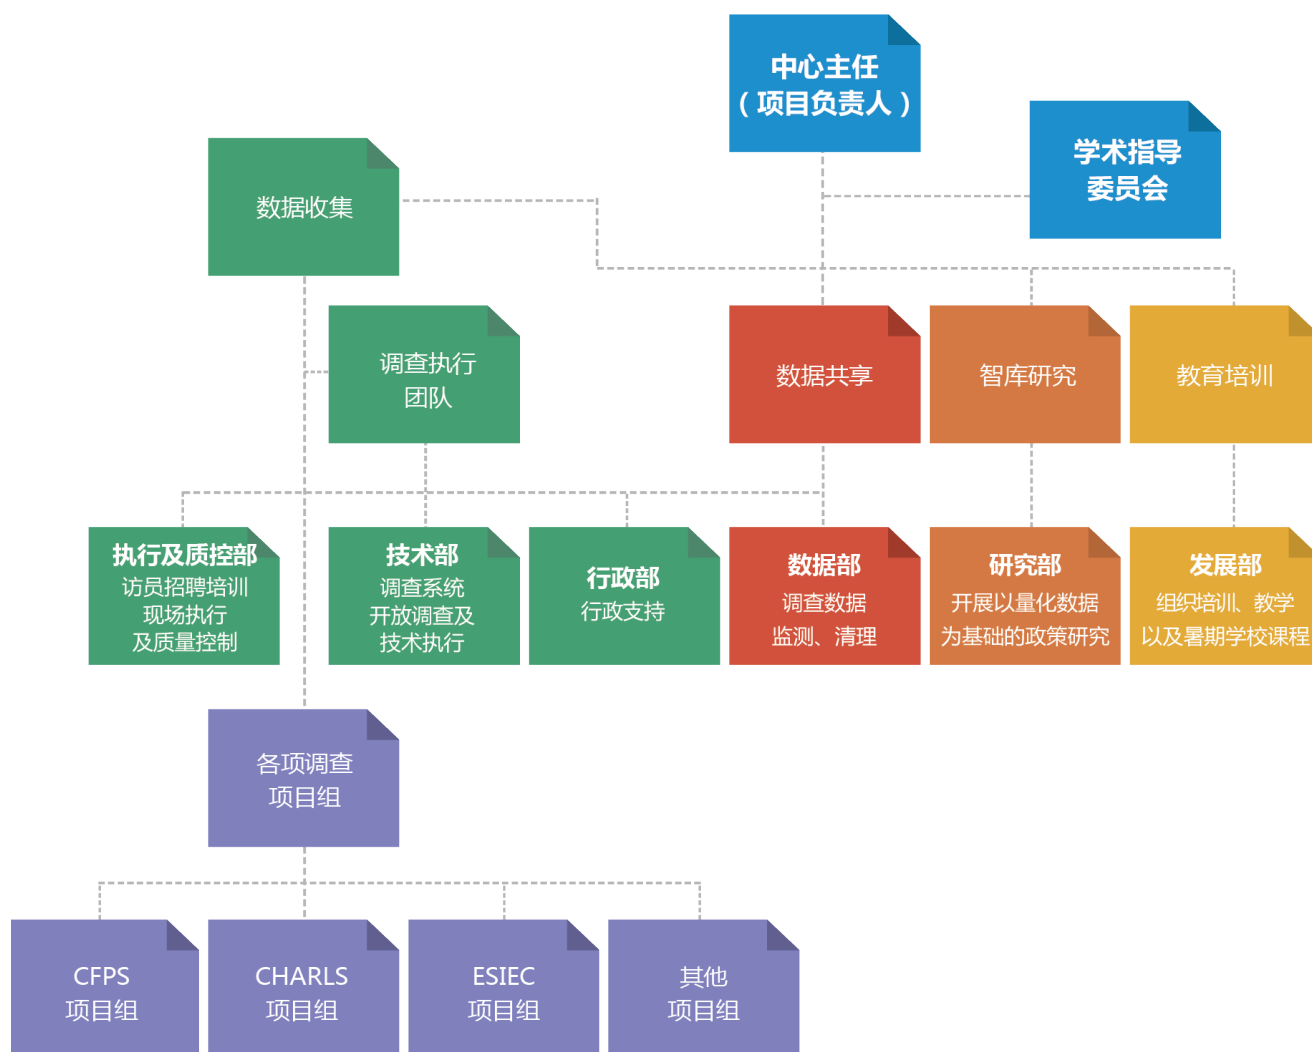 中心主任
（项目负责人）
学术指导
委员会
数据收集
调查执行
团队
数据共享
智库研究
教育培训
执行及质控部
访员招聘培训
现场执行
及质量控制
技术部
调查系统
开放调查及
技术执行
行政部
行政支持
数据部
调查数据
监测、清理
研究部
开展以量化数据
为基础的政策研究
发展部
组织培训、教学
以及暑期学校课程
各项调查
项目组
CFPS
项目组
CHARLS
项目组
ESIEC
项目组
其他
项目组